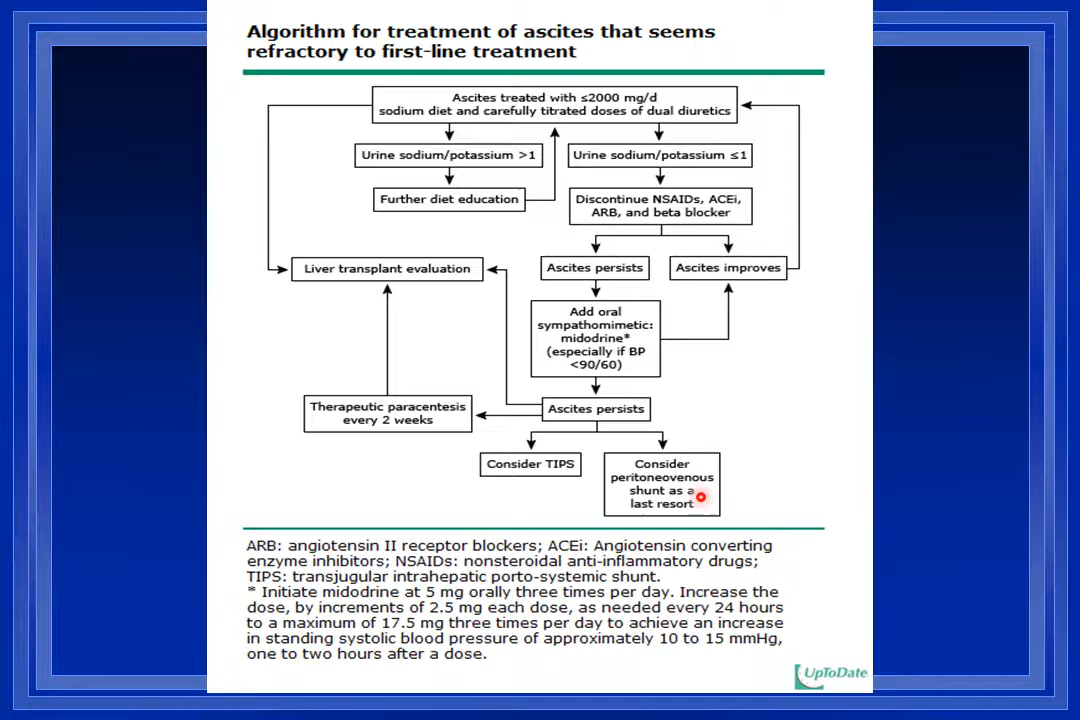 Algorithm for treatment of ascites that seems
refractory to first-line treatment
Ascites treated with ≤2000 mg/d
sodium diet and carefully titrated doses of dual diuretics
Urine sodium/potassium >1
Urine sodium/potassium ≤1
Further diet education
Discontinue NSAIDs, ACEi,
ARB, and beta blocker
Liver transplant evaluation
Ascites persists
Ascites improves
Add oral
sympathomimetic:
midodrine*
(especially if BP
<90/60)
Therapeutic paracentesis
every 2 weeks
Ascites persists
Consider TIPS
Consider
peritoneovenous
shunt as a
last resort
ARB: angiotensin II receptor blockers; ACEi: Angiotensin converting
enzyme inhibitors; NSAIDs: nonsteroidal anti-inflammatory drugs;
TIPS: transjugular intrahepatic porto-systemic shunt.
* Initiate midodrine at 5 mg orally three times per day. Increase the
dose, by increments of 2.5 mg each dose, as needed every 24 hours
to a maximum of 17.5 mg three times per day to achieve an increase
in standing systolic blood pressure of approximately 10 to 15 mmHg,
one to two hours after a dose.
UpToDate